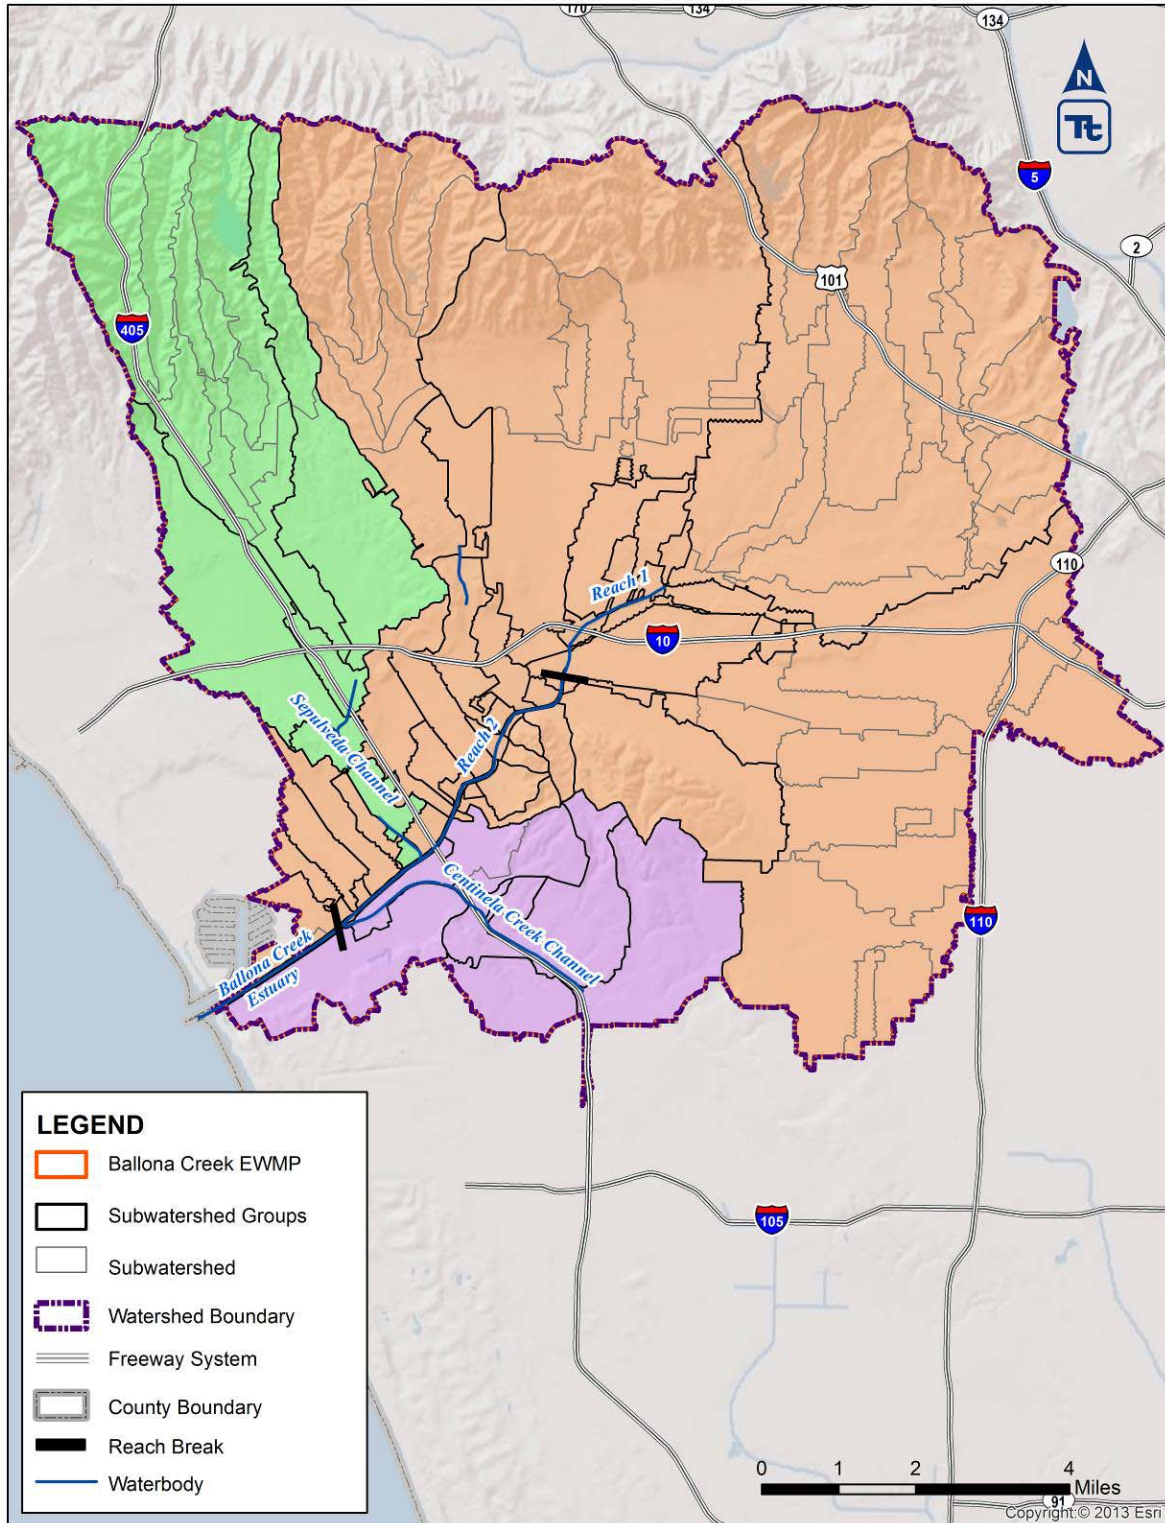 170
134
134
N
Tt
5
2
101
405
110
Reach 1
10
Sepulveda Channel
Reach 2
Centinela Creek Channel
110
Ballona Creek
Estuary
LEGEND
Ballona Creek EWMP
Subwatershed Groups
Subwatershed
Watershed Boundary
Freeway System
County Boundary
Reach Break
Waterbody
105
0 1 2 4
Miles
91
Copyright:© 2013 Esri